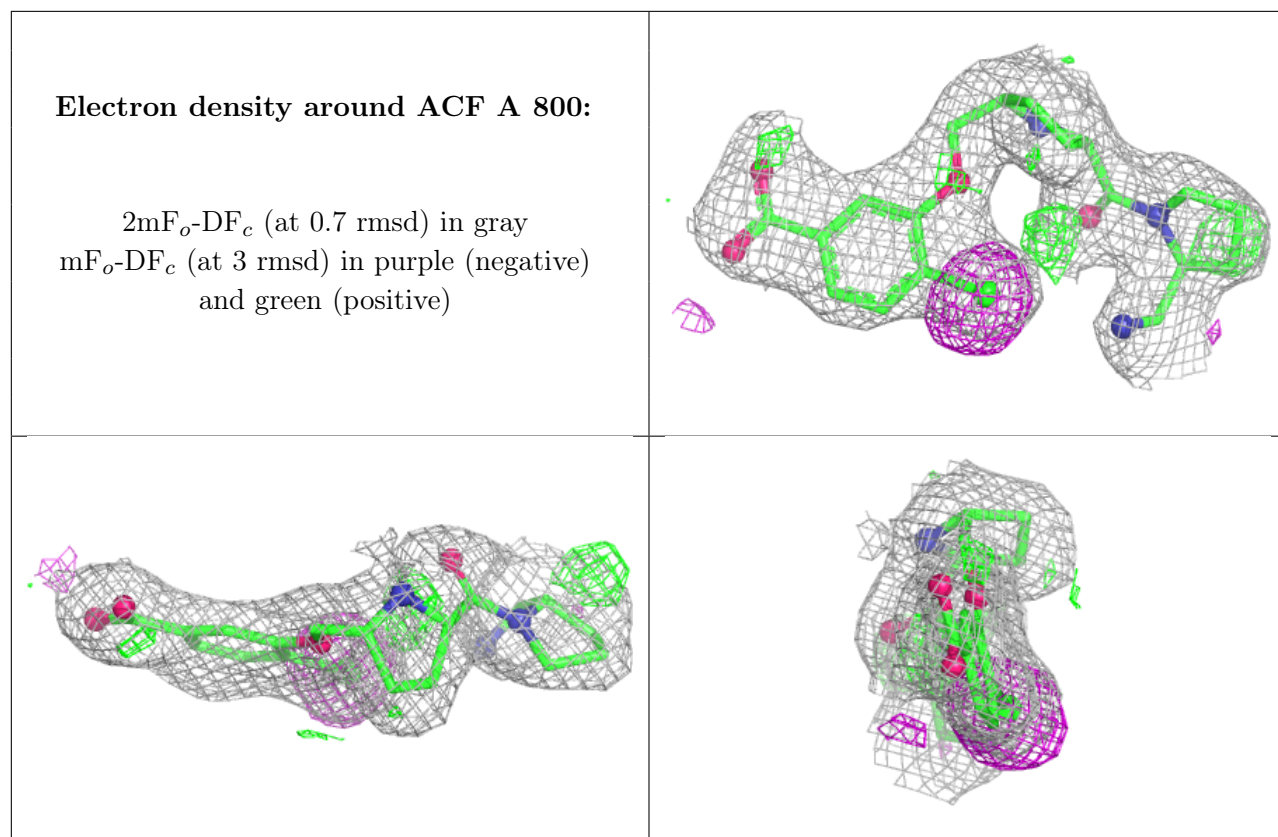 Electron density around ACF A 800:
2mFo-DFc (at 0.7 rmsd) in gray
mFo-DFc (at 3 rmsd) in purple (negative)
and green (positive)